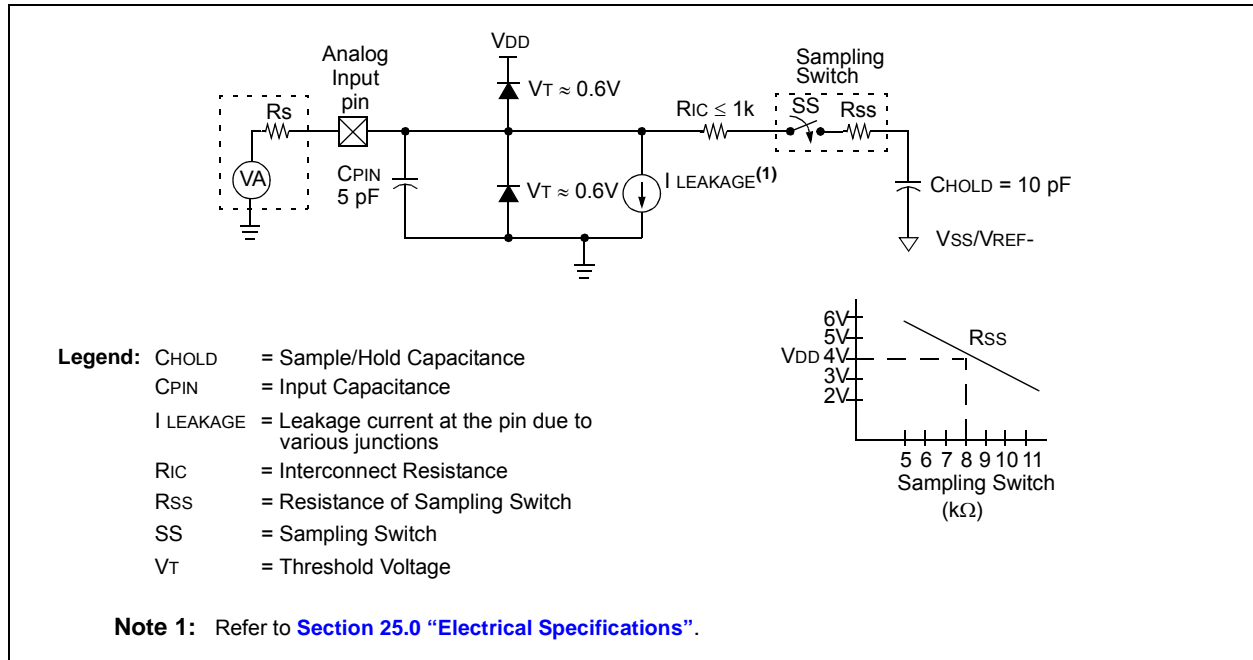 VDD
Analog
Input
pin
Sampling
Switch
VT ≈ 0.6V
RIC ≤ 1k
SS
RSS
Rs
VA
CPIN
5 pF
VT ≈ 0.6V
I LEAKAGE(1)
CHOLD = 10 pF
VSS/VREF-
Legend: CHOLD = Sample/Hold Capacitance
CPIN = Input Capacitance
I LEAKAGE = Leakage current at the pin due to
various junctions
RIC = Interconnect Resistance
RSS = Resistance of Sampling Switch
SS = Sampling Switch
VT = Threshold Voltage
6V
5V
VDD 4V
3V
2V
RSS
5 6 7 8 9 10 11
Sampling Switch
(kΩ)
Note 1: Refer to Section 25.0 “Electrical Specifications”.